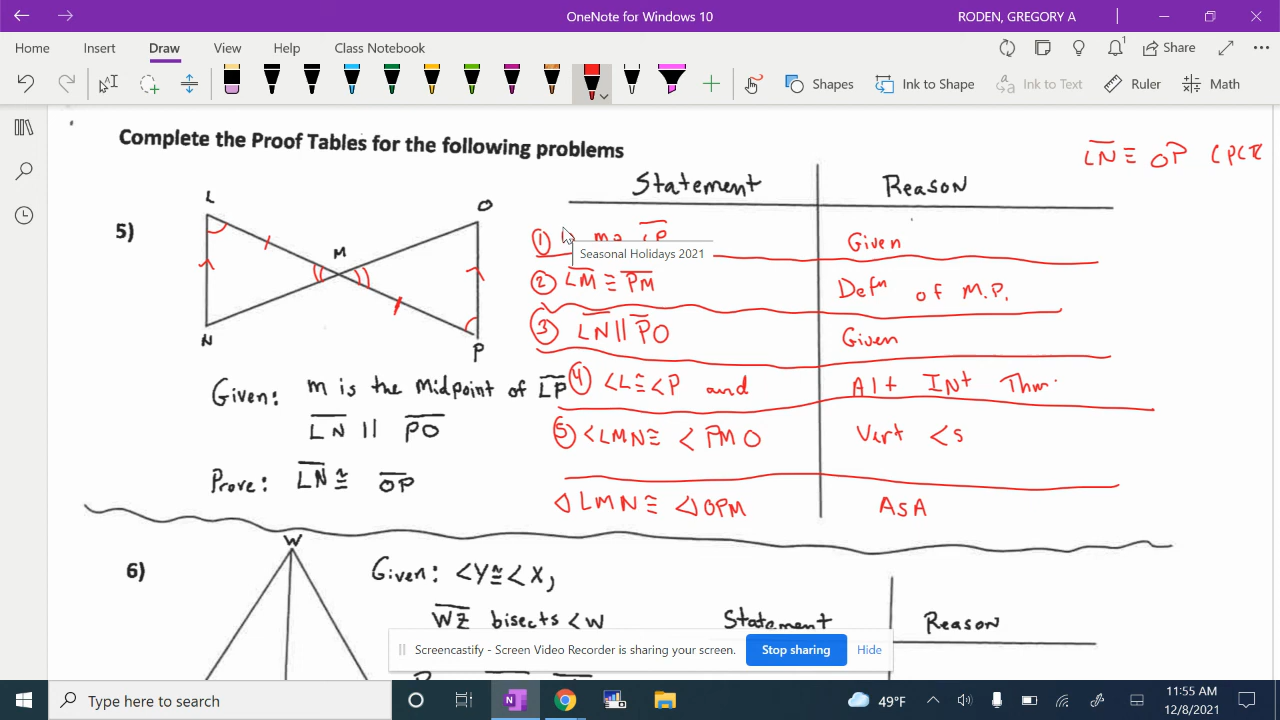 OneNote for Windows 10
RODEN, GREGORY A
Home Insert Draw View Help Class Notebook
Share
Shapes Ink to Shape Ink to Text Ruler Math
Complete the Proof Tables for the following problems
LN ≡ OP
Statement Reason
5)
L
O
M
N
P
① LP Given
Seasonal Holidays 2021
② LM ≡ PM Defn of M.P.
③ LN || PO Given
④ <L ≅ <P and Alt INt Thm.
⑤ <LMN ≡ < PMO Vert <s
△ LMN ≡ △OPM ASA
Given: M is the Midpoint of LP
LN || PO
Prove: LN ≅ OP
6)
W
Given: <Y ≅ <X,
WZ bisects <W
Statement Reason
Screencastify - Screen Video Recorder is sharing your screen. Stop sharing Hide
Type here to search
49°F
11:55 AM
12/8/2021